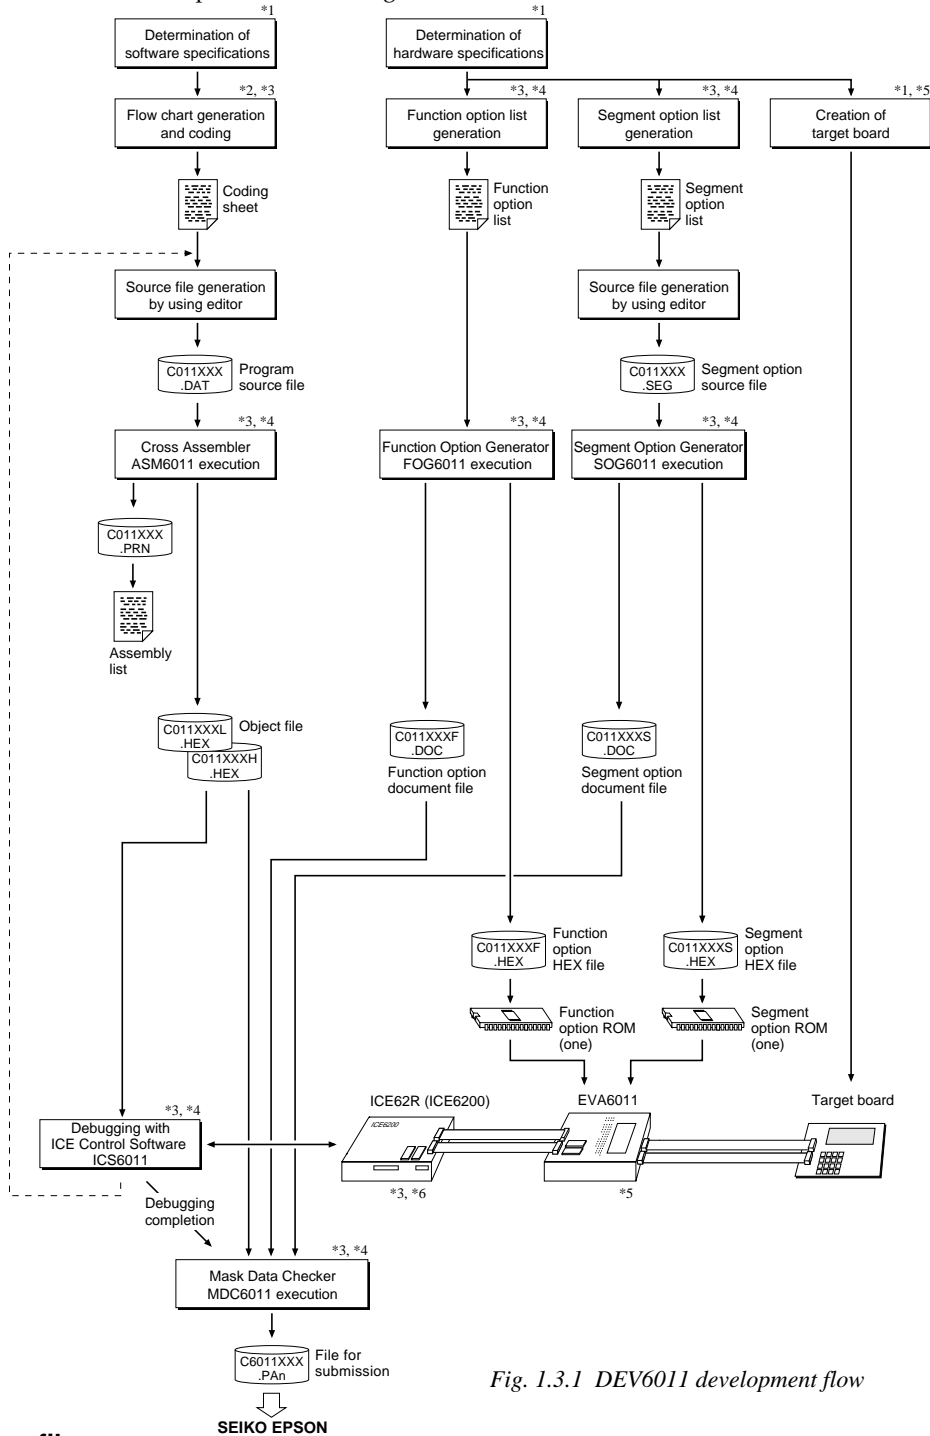 *1
Determination of
software specifications
*1
Determination of
hardware specifications
*2, *3
Flow chart generation
and coding
*3, *4
Function option list
generation
*3, *4
Segment option list
generation
*1, *5
Creation of
target board
Coding
sheet
Function
option
list
Segment
option
list
Source file generation
by using editor
Source file generation
by using editor
C011XXX
.DAT
Program
source file
C011XXX
.SEG
Segment option
source file
*3, *4
Cross Assembler
ASM6011 execution
*3, *4
Function Option Generator
FOG6011 execution
*3, *4
Segment Option Generator
SOG6011 execution
C011XXX
.PRN
Assembly
list
C011XXXL
.HEX
C011XXXH
.HEX
Object file
C011XXXF
.DOC
Function option
document file
C011XXXS
.DOC
Segment option
document file
C011XXXF
.HEX
Function
option
HEX file
C011XXXS
.HEX
Segment
option
HEX file
Function
option ROM
(one)
Segment
option ROM
(one)
ICE62R (ICE6200)
EVA6011
Target board
ICE6200
*3, *4
Debugging with
ICE Control Software
ICS6011
*3, *6
*5
Debugging
completion
*3, *4
Mask Data Checker
MDC6011 execution
C6011XXX
.PAn
File for
submission
Fig. 1.3.1 DEV6011 development flow
SEIKO EPSON